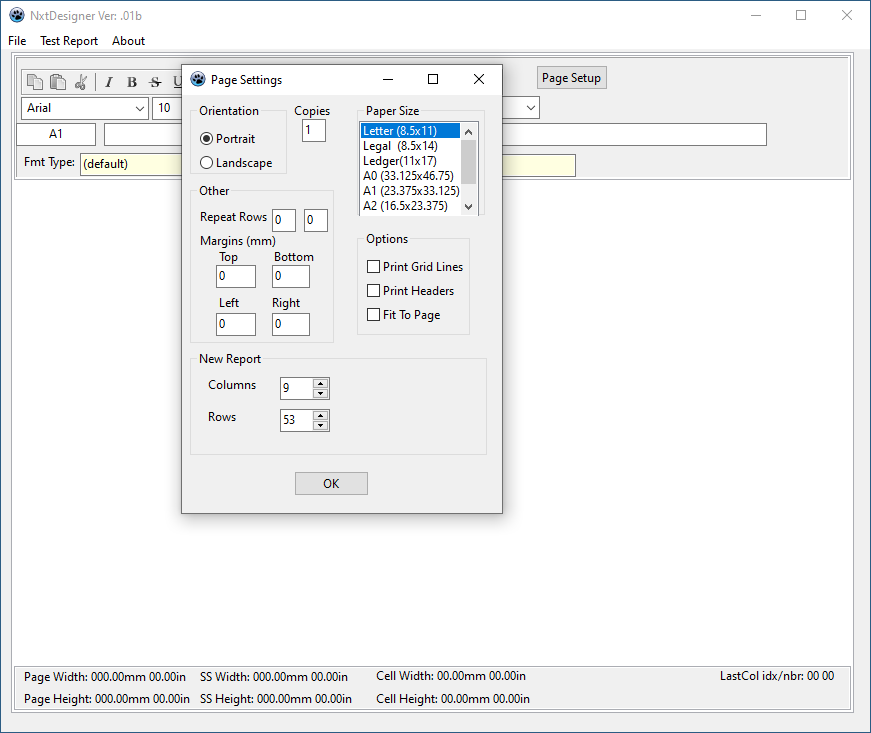 NxtDesigner Ver: .01b
File Test Report About
I B S U
Page Setup
Arial 10
A1
Fmt Type: (default)
Page Settings
Orientation
Portrait
Landscape
Copies
1
Paper Size
Letter (8.5x11)
Legal (8.5x14)
Ledger(11x17)
A0 (33.125x46.75)
A1 (23.375x33.125)
A2 (16.5x23.375)
Other
Repeat Rows 0 0
Margins (mm)
Top Bottom
0 0
Left Right
0 0
Options
Print Grid Lines
Print Headers
Fit To Page
New Report
Columns 9
Rows 53
OK
Page Width: 000.00mm 00.00in SS Width: 000.00mm 00.00in Cell Width: 00.00mm 00.00in LastCol idx/nbr: 00 00
Page Height: 000.00mm 00.00in SS Height: 000.00mm 00.00in Cell Height: 00.00mm 00.00in